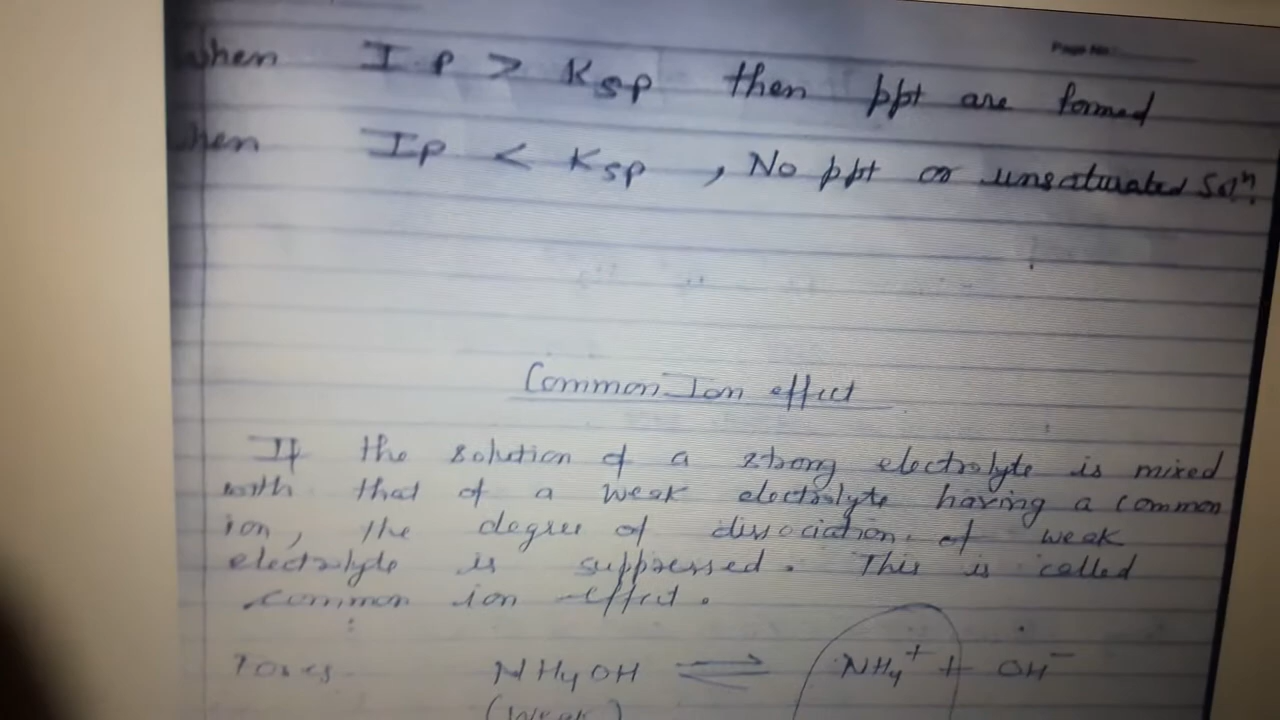 when I P > Ksp then ppt are formed
when Ip < Ksp , No ppt or unsaturated Solⁿ.
Common Ion effect
If the solution of a strong electrolyte is mixed
with that of a weak electrolyte having a common
ion, the degree of dissociation of weak
electrolyte is suppressed. This is called
common ion effect.
NH4OH ⇌ NH4⁺ + OH⁻
(Weak)